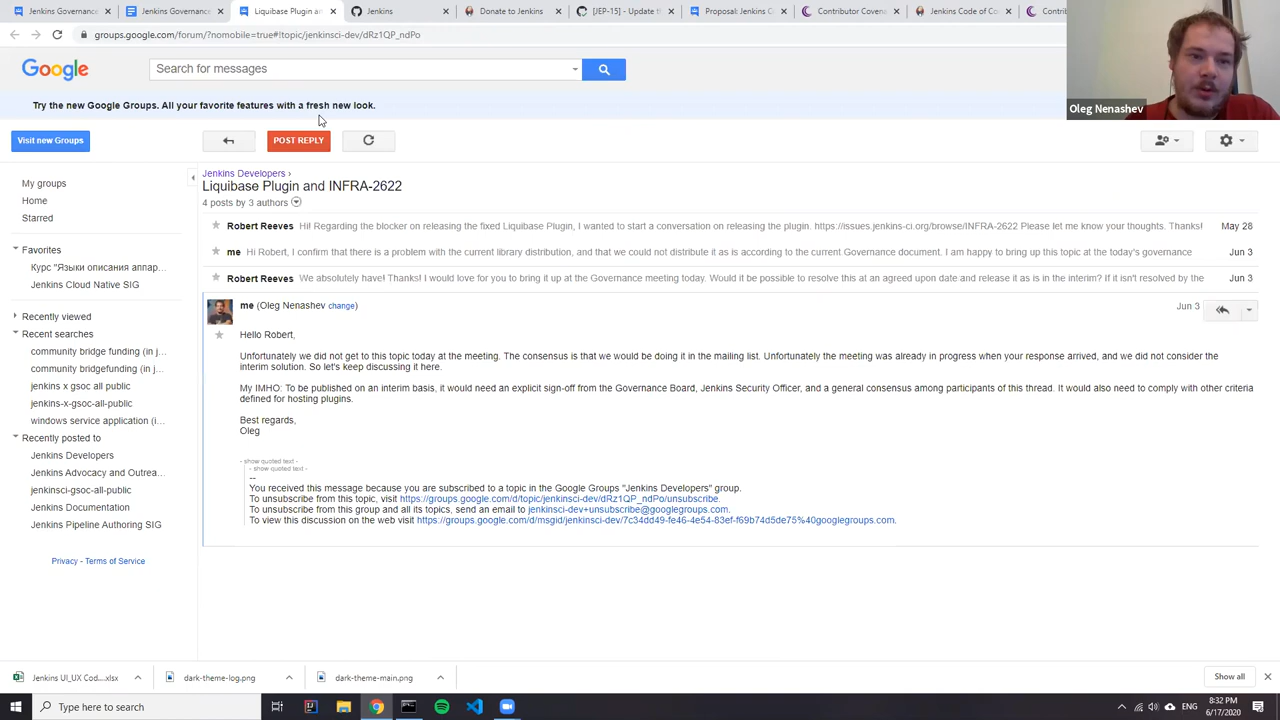 Jenkins Governanc
Jenkins Governanc
Liquibase Plugin an
Jenkins
Donate to Jenkins
[JEP-15] - Update th
Proposal: Jenkins C
Contributor Covena
Jenkins Code of Co
Contrib
groups.google.com/forum/?nomobile=true#!topic/jenkinsci-dev/dRz1QP_ndPo
Google
Search for messages
Oleg Nenashev
Try the new Google Groups. All your favorite features with a fresh new look.
Visit new Groups
POST REPLY
Jenkins Developers ›
Liquibase Plugin and INFRA-2622
4 posts by 3 authors
My groups
Home
Starred
Favorites
Курс "Языки описания аппар...
Jenkins Cloud Native SIG
Recently viewed
Recent searches
community bridge funding (in j...
community bridgefunding (in j...
jenkins x gsoc all public
jenkins-x-gsoc-all-public
windows service application (i...
Recently posted to
Jenkins Developers
Jenkins Advocacy and Outrea...
jenkinsci-gsoc-all-public
Jenkins Documentation
Jenkins Pipeline Authoring SIG
Privacy - Terms of Service
Robert Reeves Hi! Regarding the blocker on releasing the fixed Liquibase Plugin, I wanted to start a conversation on releasing the plugin. https://issues.jenkins-ci.org/browse/INFRA-2622 Please let me know your thoughts. Thanks! May 28
me Hi Robert, I confirm that there is a problem with the current library distribution, and that we could not distribute it as is according to the current Governance document. I am happy to bring up this topic at the today's governance Jun 3
Robert Reeves We absolutely have! Thanks! I would love for you to bring it up at the Governance meeting today. Would it be possible to resolve this at an agreed upon date and release it as is in the interim? If it isn't resolved by the Jun 3
me (Oleg Nenashev change) Jun 3
Hello Robert,
Unfortunately we did not get to this topic today at the meeting. The consensus is that we would be doing it in the mailing list. Unfortunately the meeting was already in progress when your response arrived, and we did not consider the
interim solution. So let's keep discussing it here.
My IMHO: To be published on an interim basis, it would need an explicit sign-off from the Governance Board, Jenkins Security Officer, and a general consensus among participants of this thread. It would also need to comply with other criteria
defined for hosting plugins.
Best regards,
Oleg
- show quoted text -
- show quoted text -
--
You received this message because you are subscribed to a topic in the Google Groups "Jenkins Developers" group.
To unsubscribe from this topic, visit https://groups.google.com/d/topic/jenkinsci-dev/dRz1QP_ndPo/unsubscribe.
To unsubscribe from this group and all its topics, send an email to jenkinsci-dev+unsubscribe@googlegroups.com.
To view this discussion on the web visit https://groups.google.com/d/msgid/jenkinsci-dev/7c34dd49-fe46-4e54-83ef-f69b74d5de75%40googlegroups.com.
Jenkins UI_UX Cod....xlsx
dark-theme-log.png
dark-theme-main.png
Show all
Type here to search
ENG
8:32 PM
6/17/2020